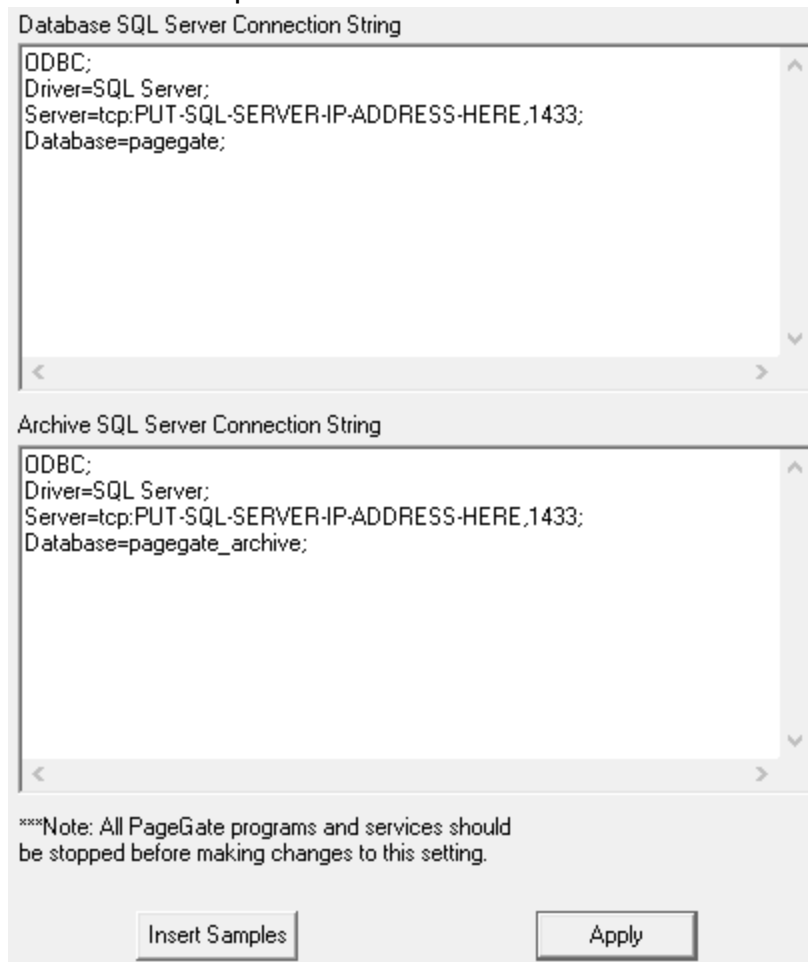 Database SQL Server Connection String
ODBC;
Driver=SQL Server;
Server=tcp:PUT-SQL-SERVER-IP-ADDRESS-HERE,1433;
Database=pagegate;
Archive SQL Server Connection String
ODBC;
Driver=SQL Server;
Server=tcp:PUT-SQL-SERVER-IP-ADDRESS-HERE,1433;
Database=pagegate_archive;
***Note: All PageGate programs and services should
be stopped before making changes to this setting.
Insert Samples
Apply